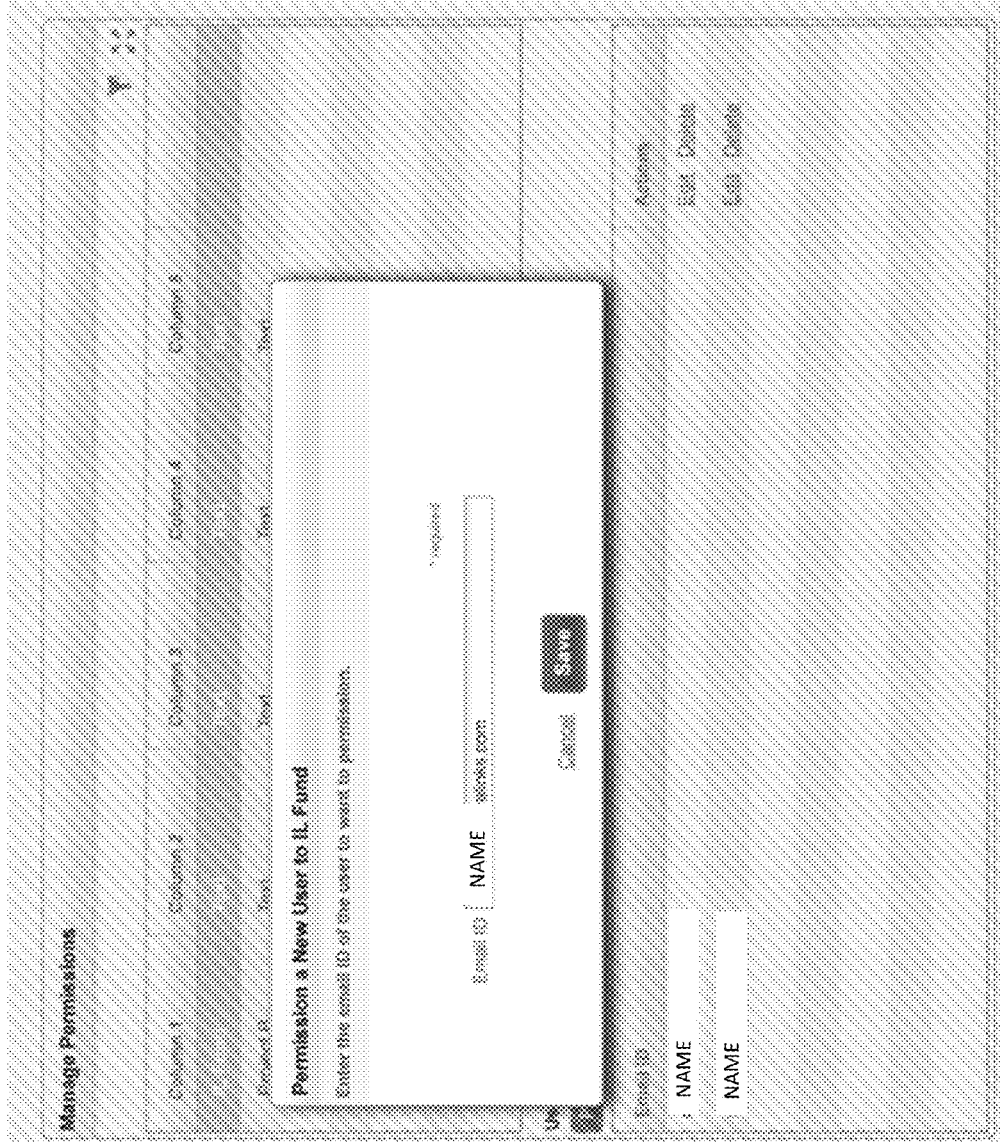 Manage Permissions
Column 1 Column 2 Column 3 Column 4 Column 5
Text Text Text Text
Permission a New User to IL Fund
Enter the email ID of the user to want to permission.
* required
Email ID NAME
Cancel Save
Email ID Actions
NAME Edit Delete
NAME Edit Delete